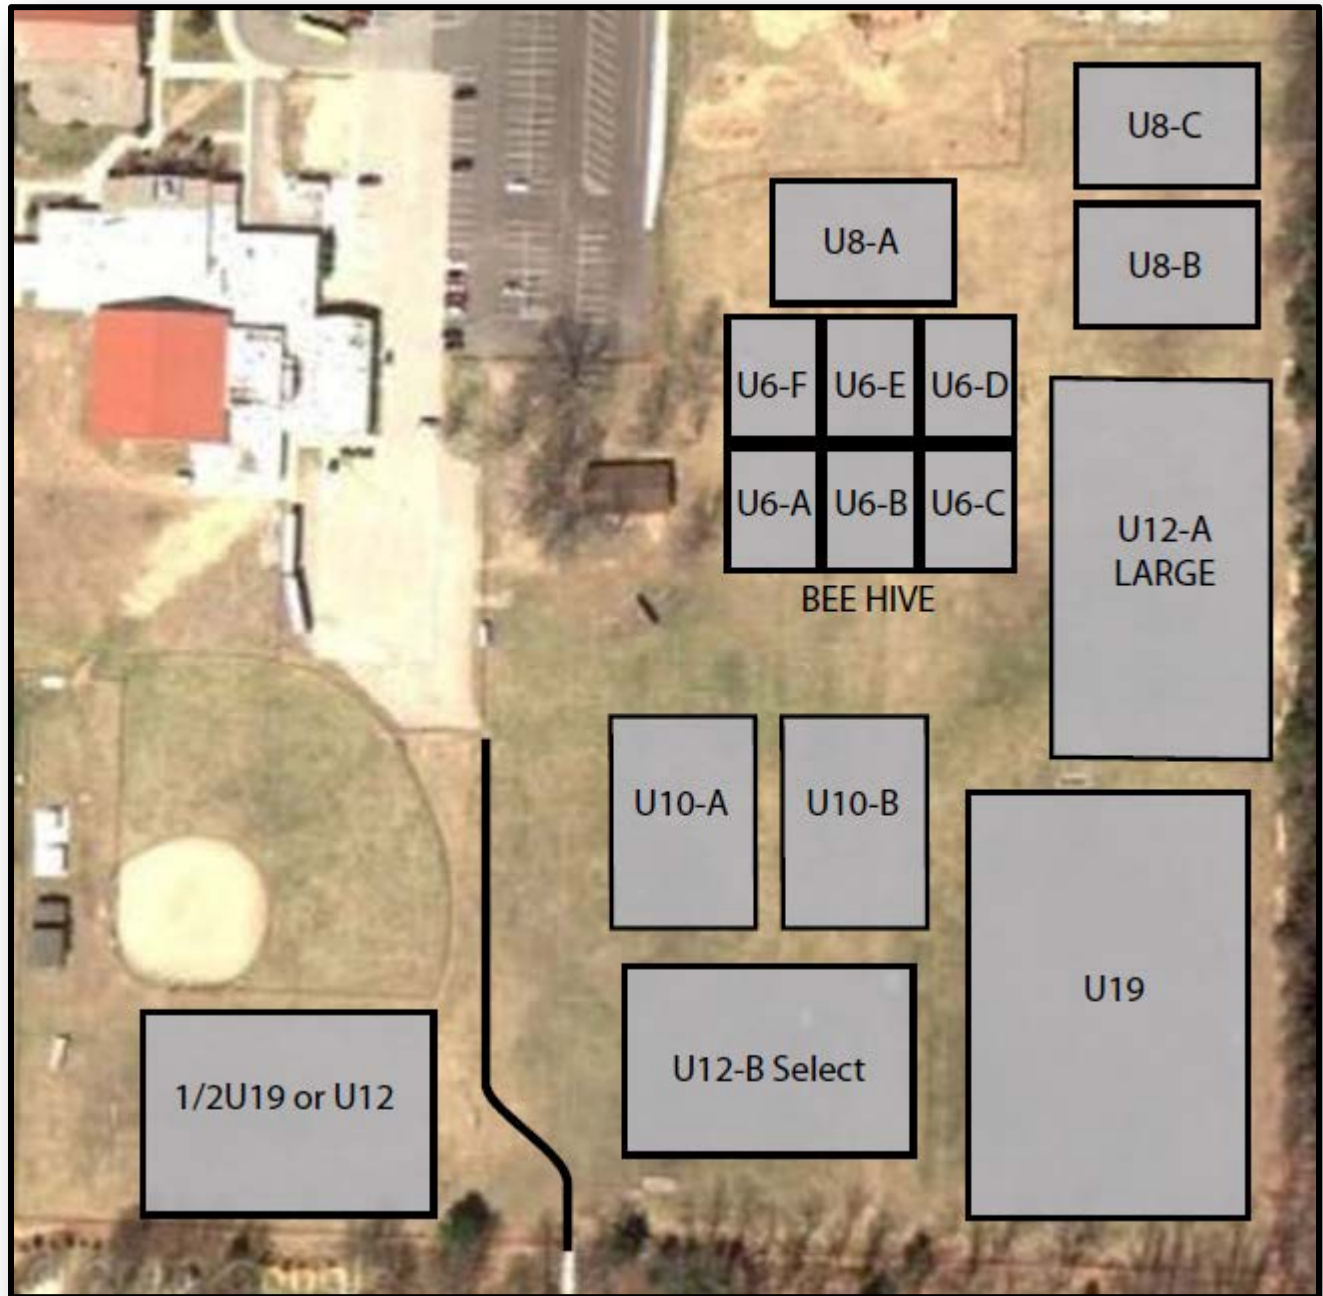 U8-C
U8-A
U8-B
U6-F
U6-E
U6-D
U6-A
U6-B
U6-C
BEE HIVE
U12-A
LARGE
U10-A
U10-B
U19
U12-B Select
1/2U19 or U12